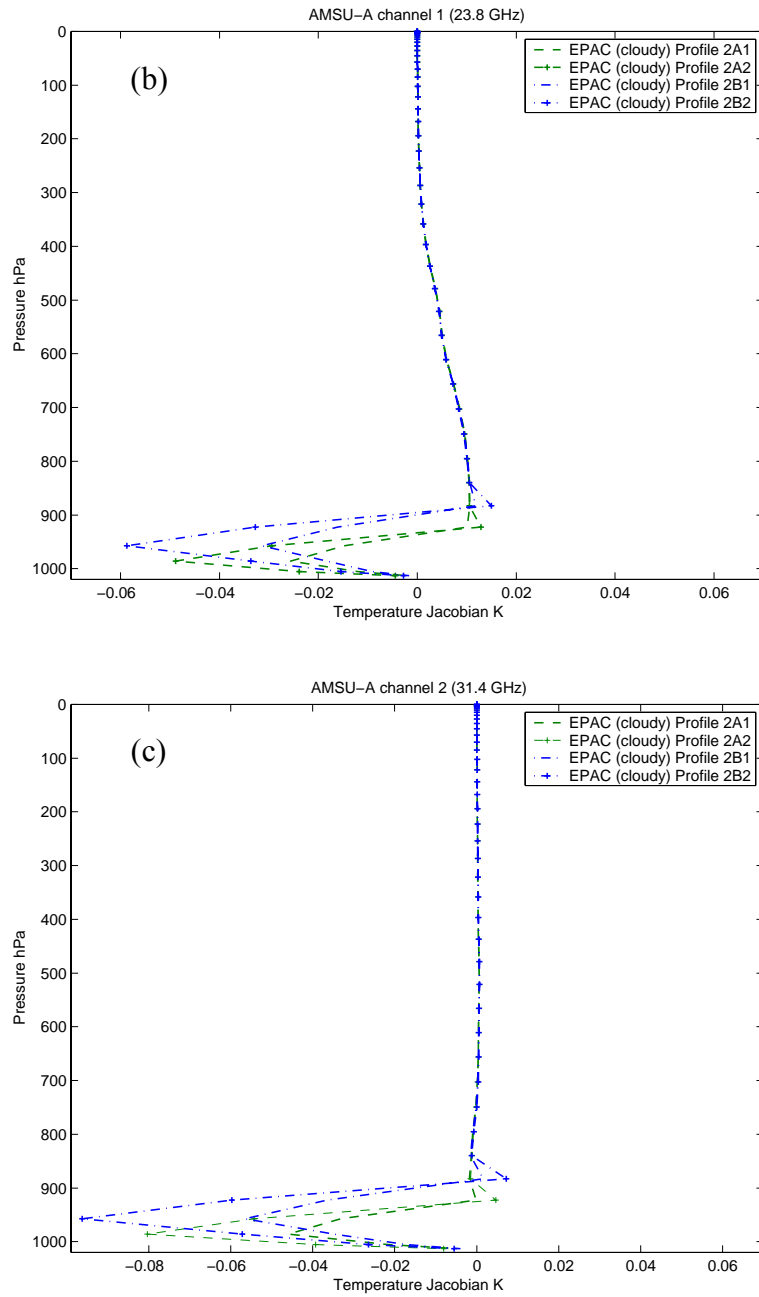 AMSU−A channel 1 (23.8 GHz)
(b)
EPAC (cloudy) Profile 2A1
EPAC (cloudy) Profile 2A2
EPAC (cloudy) Profile 2B1
EPAC (cloudy) Profile 2B2
0
100
200
300
400
500
600
700
800
900
1000
Pressure hPa
−0.06 −0.04 −0.02 0 0.02 0.04 0.06
Temperature Jacobian K
AMSU−A channel 2 (31.4 GHz)
(c)
EPAC (cloudy) Profile 2A1
EPAC (cloudy) Profile 2A2
EPAC (cloudy) Profile 2B1
EPAC (cloudy) Profile 2B2
0
100
200
300
400
500
600
700
800
900
1000
Pressure hPa
−0.08 −0.06 −0.04 −0.02 0 0.02 0.04 0.06
Temperature Jacobian K